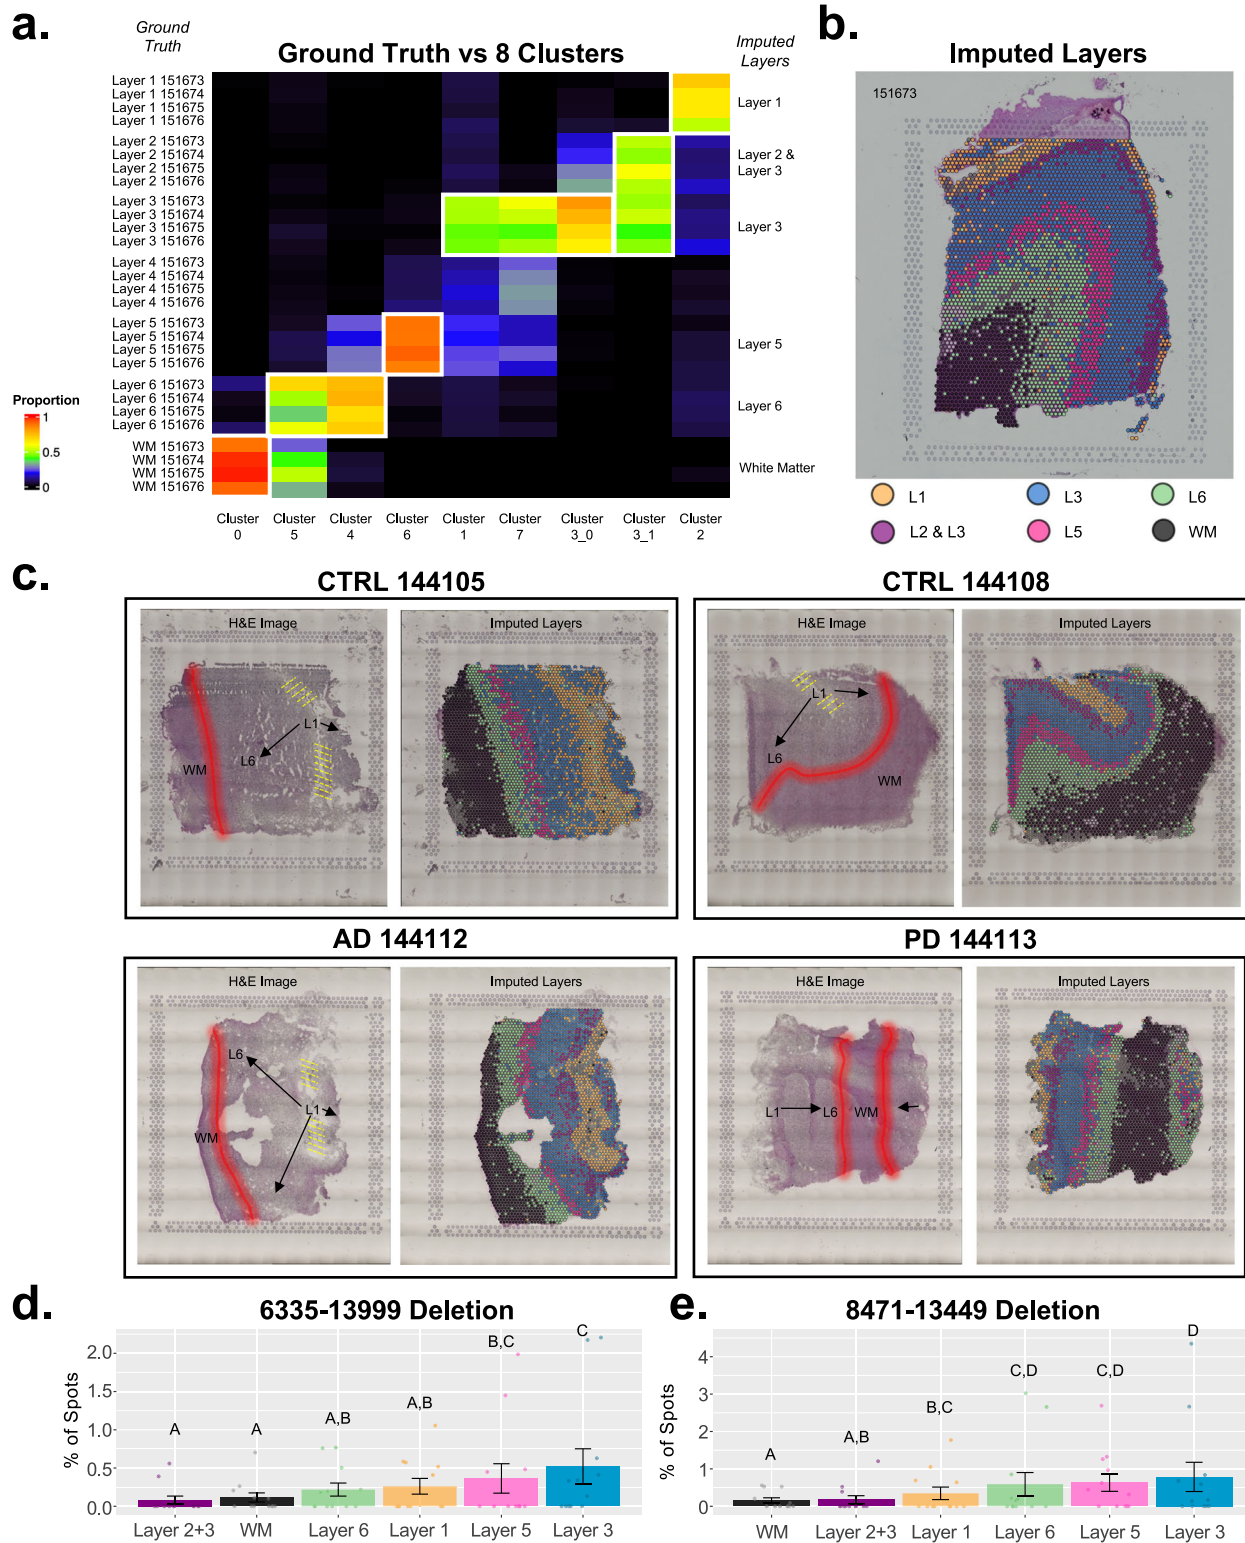 a.
Ground
Truth
Ground Truth vs 8 Clusters
Imputed
Layers
Layer 1 151673
Layer 1 151674
Layer 1 151675
Layer 1 151676
Layer 2 151673
Layer 2 151674
Layer 2 151675
Layer 2 151676
Layer 3 151673
Layer 3 151674
Layer 3 151675
Layer 3 151676
Layer 4 151673
Layer 4 151674
Layer 4 151675
Layer 4 151676
Layer 5 151673
Layer 5 151674
Layer 5 151675
Layer 5 151676
Layer 6 151673
Layer 6 151674
Layer 6 151675
Layer 6 151676
WM 151673
WM 151674
WM 151675
WM 151676
Layer 1
Layer 2 &
Layer 3
Layer 3
Layer 5
Layer 6
White Matter
Proportion
1
0.5
0
Cluster 0
Cluster 5
Cluster 4
Cluster 6
Cluster 1
Cluster 7
Cluster 3_0
Cluster 3_1
Cluster 2
b.
Imputed Layers
151673
L1
L3
L6
L2 & L3
L5
WM
c.
CTRL 144105
H&E Image
Imputed Layers
L1
L6
WM
CTRL 144108
H&E Image
Imputed Layers
L1
L6
WM
AD 144112
H&E Image
Imputed Layers
L6
L1
WM
PD 144113
H&E Image
Imputed Layers
L1
L6
WM
d.
6335-13999 Deletion
% of Spots
2.0
1.5
1.0
0.5
0.0
A
A
A,B
A,B
B,C
C
Layer 2+3
WM
Layer 6
Layer 1
Layer 5
Layer 3
e.
8471-13449 Deletion
% of Spots
4
3
2
1
0
A
A,B
B,C
C,D
C,D
D
WM
Layer 2+3
Layer 1
Layer 6
Layer 5
Layer 3